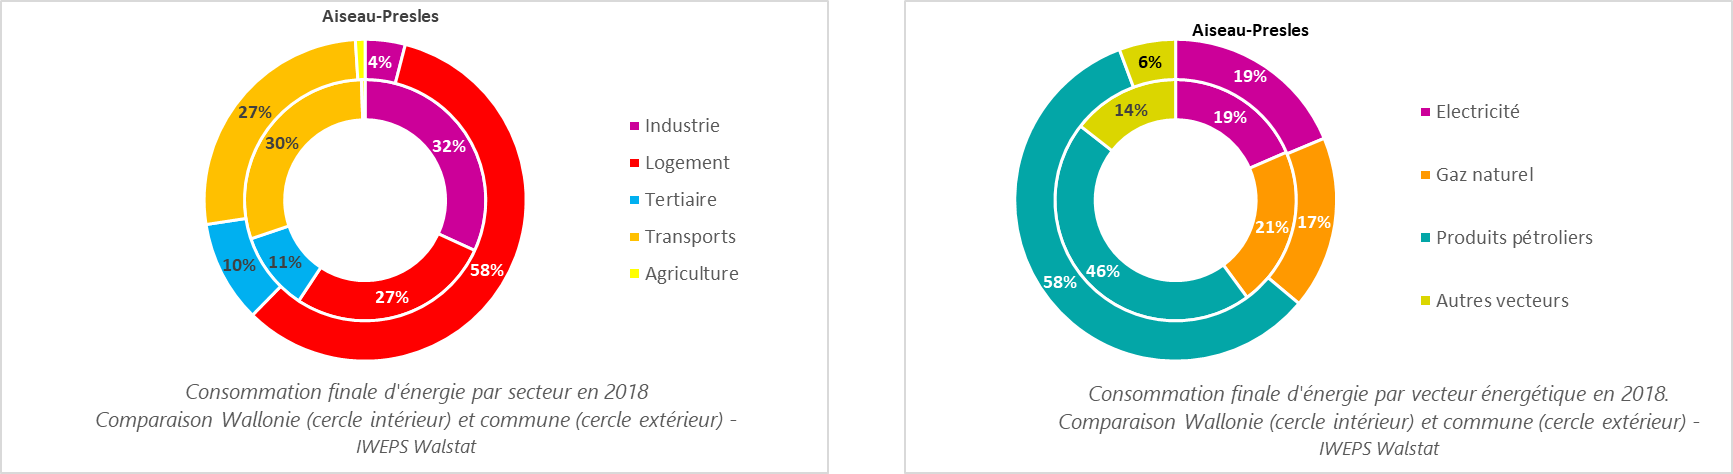 Aiseau-Presles
4%
32%
58%
27%
10%
11%
27%
30%
Industrie
Logement
Tertiaire
Transports
Agriculture
Consommation finale d'énergie par secteur en 2018
Comparaison Wallonie (cercle intérieur) et commune (cercle extérieur) -
IWEPS Walstat
Aiseau-Presles
19%
19%
17%
21%
58%
46%
6%
14%
Electricité
Gaz naturel
Produits pétroliers
Autres vecteurs
Consommation finale d'énergie par vecteur énergétique en 2018.
Comparaison Wallonie (cercle intérieur) et commune (cercle extérieur) -
IWEPS Walstat